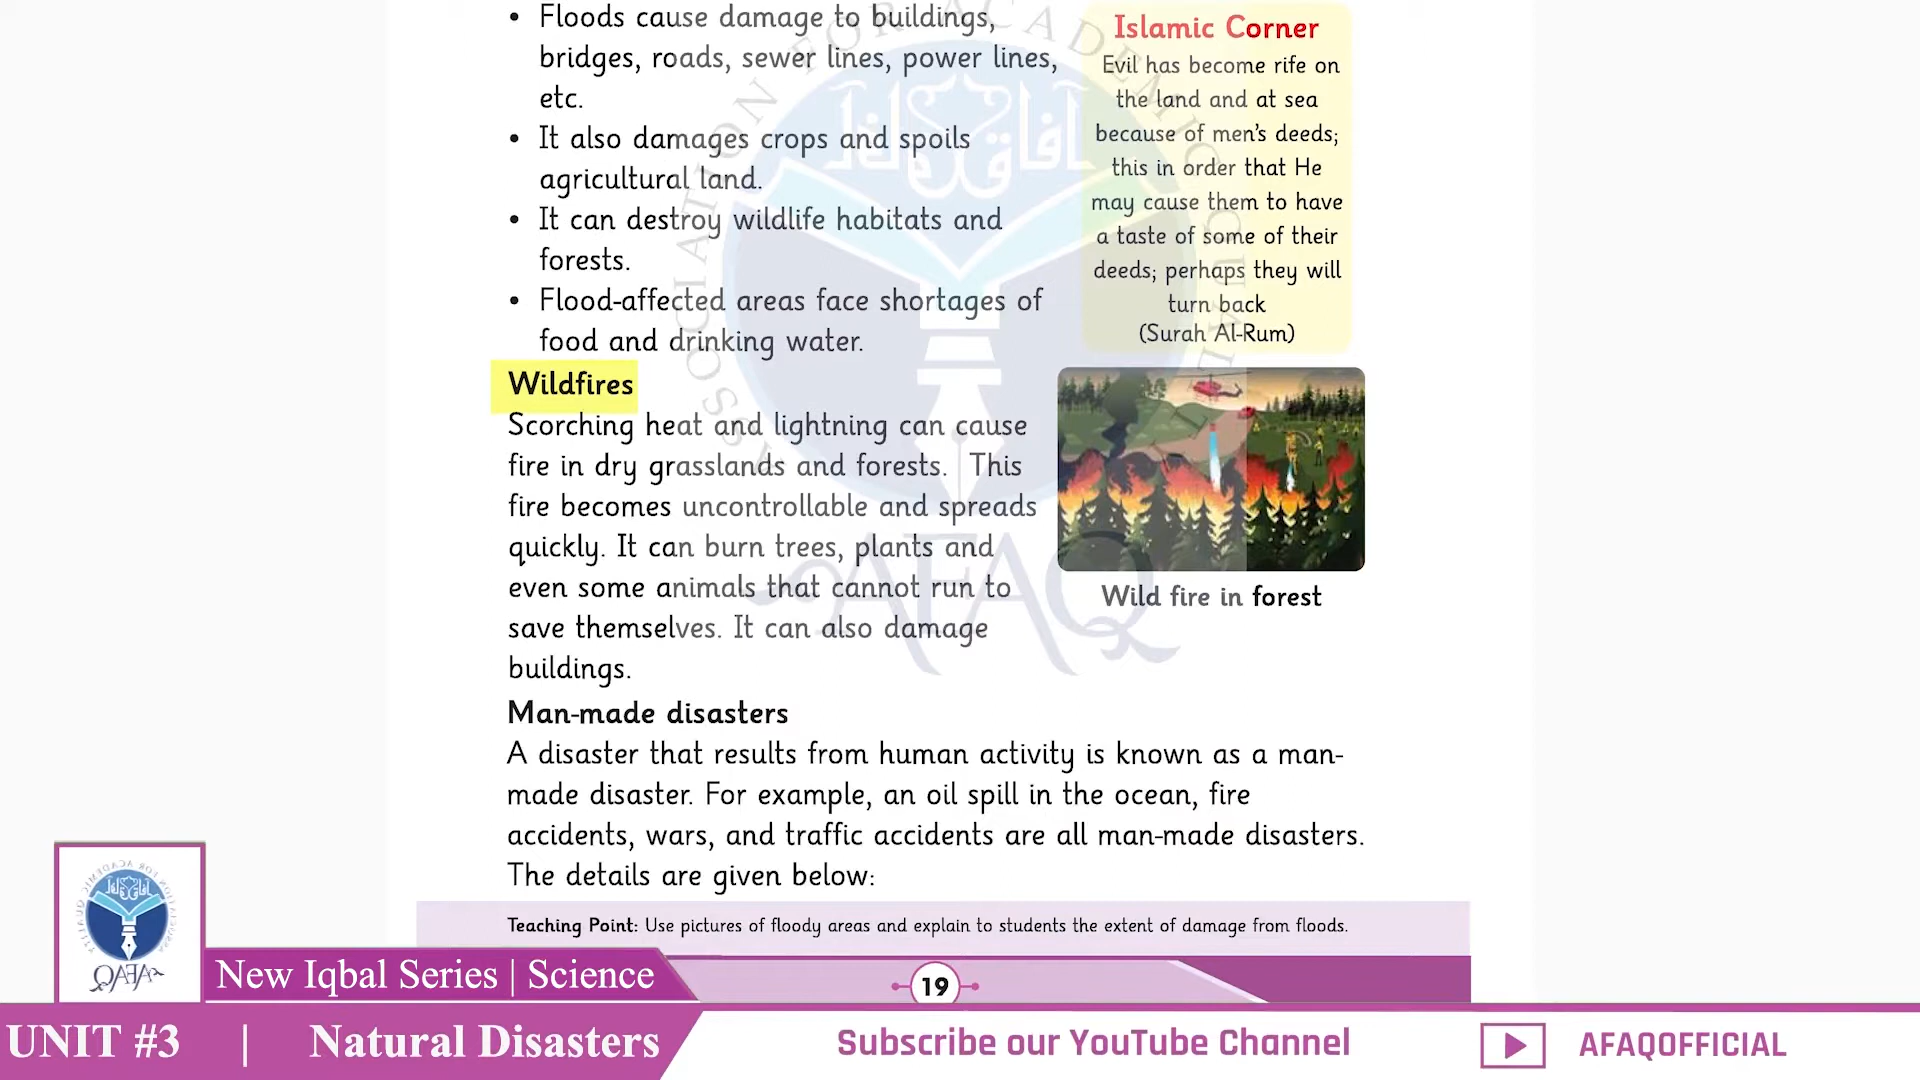 • Floods cause damage to buildings,
bridges, roads, sewer lines, power lines,
etc.
• It also damages crops and spoils
agricultural land.
• It can destroy wildlife habitats and
forests.
• Flood-affected areas face shortages of
food and drinking water.
Islamic Corner
Evil has become rife on
the land and at sea
because of men's deeds;
this in order that He
may cause them to have
a taste of some of their
deeds; perhaps they will
turn back
(Surah Al-Rum)
Wildfires
Scorching heat and lightning can cause
fire in dry grasslands and forests. This
fire becomes uncontrollable and spreads
quickly. It can burn trees, plants and
even some animals that cannot run to
save themselves. It can also damage
buildings.
Wild fire in forest
Man-made disasters
A disaster that results from human activity is known as a man-
made disaster. For example, an oil spill in the ocean, fire
accidents, wars, and traffic accidents are all man-made disasters.
The details are given below:
Teaching Point: Use pictures of floody areas and explain to students the extent of damage from floods.
19
AFAQ
New Iqbal Series | Science
UNIT #3 | Natural Disasters
Subscribe our YouTube Channel
AFAQOFFICIAL